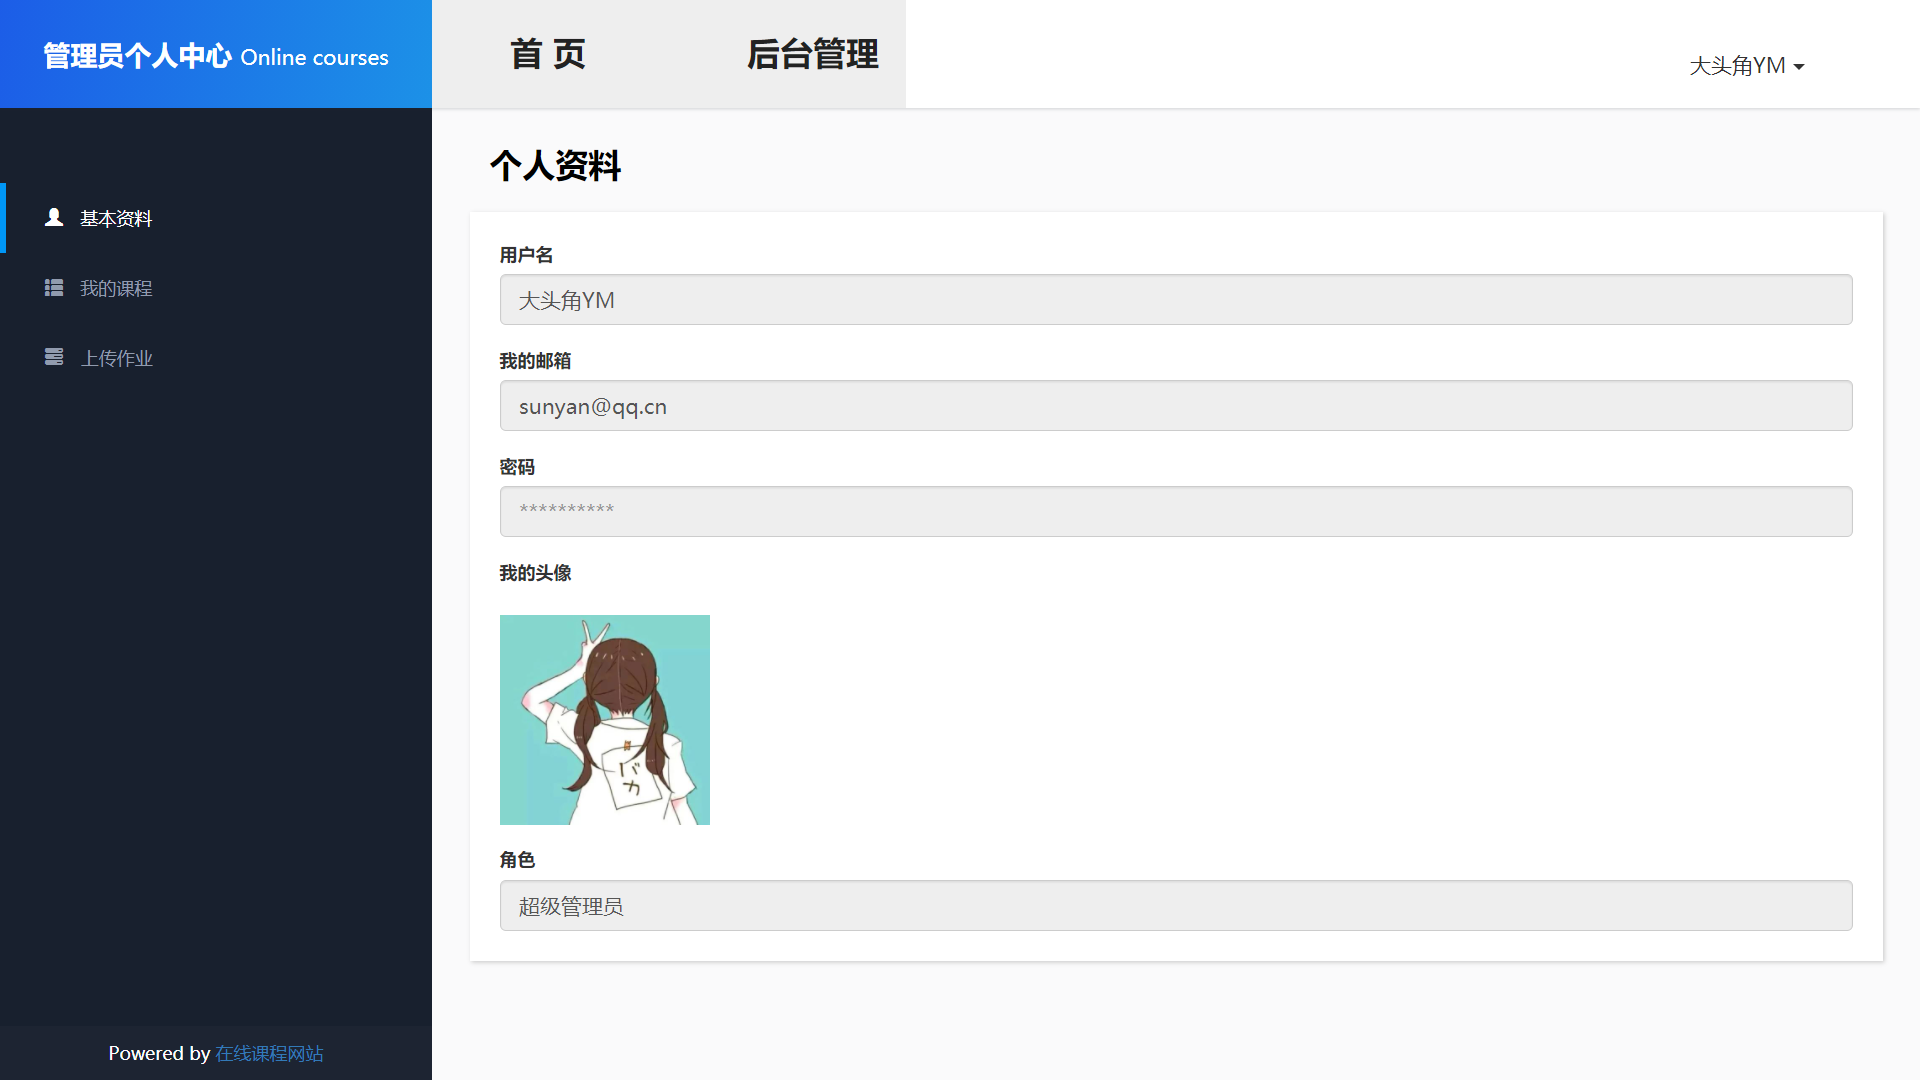 管理员个人中心 Online courses
首 页
后台管理
大头角YM
基本资料
我的课程
上传作业
个人资料
用户名
大头角YM
我的邮箱
sunyan@qq.cn
密码
**********
我的头像
バ
カ
角色
超级管理员
Powered by 在线课程网站